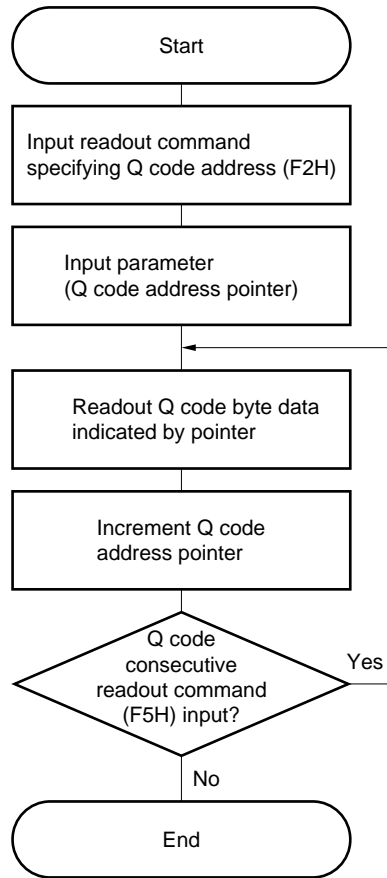 Start
Input readout command
specifying Q code address (F2H)
Input parameter
(Q code address pointer)
Readout Q code byte data
indicated by pointer
Increment Q code
address pointer
Q code
consecutive
readout command
(F5H) input?
Yes
No
End